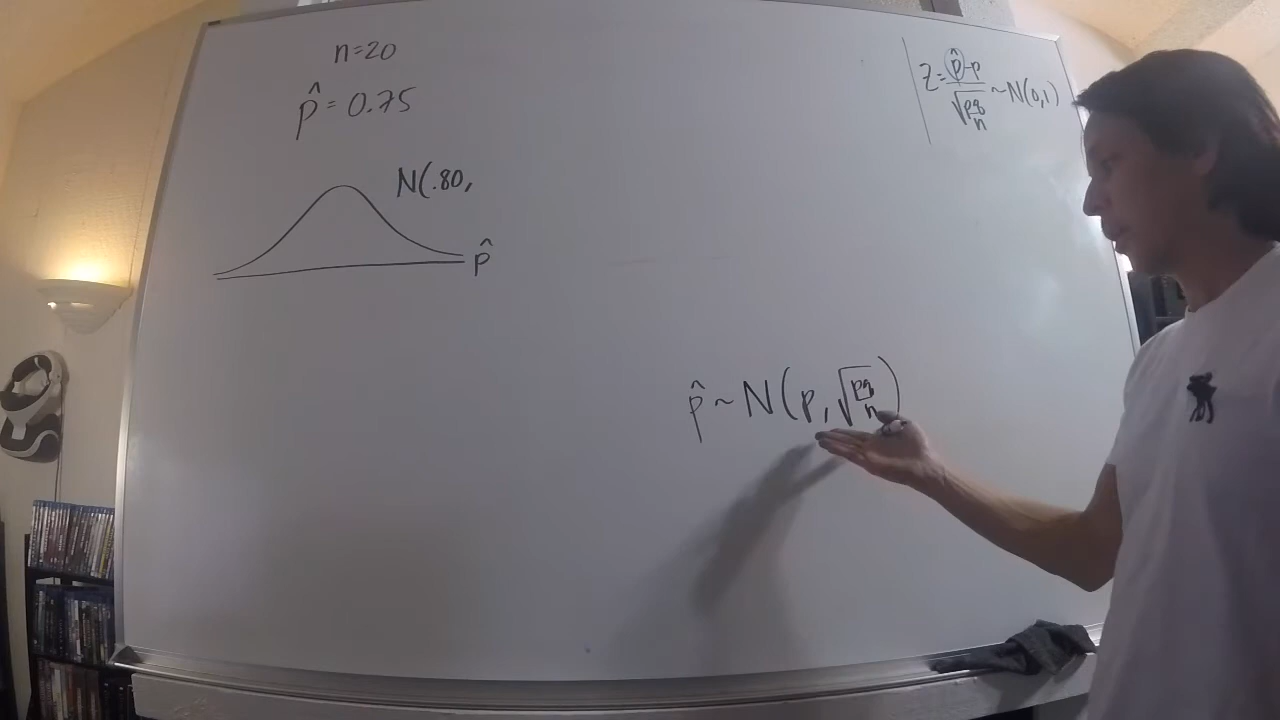 n=20
p̂ = 0.75
N(.80,
p̂
Z = (p̂ - p)/√(pq/n) ~ N(0,1)
p̂ ~ N(p, √(pq/n))